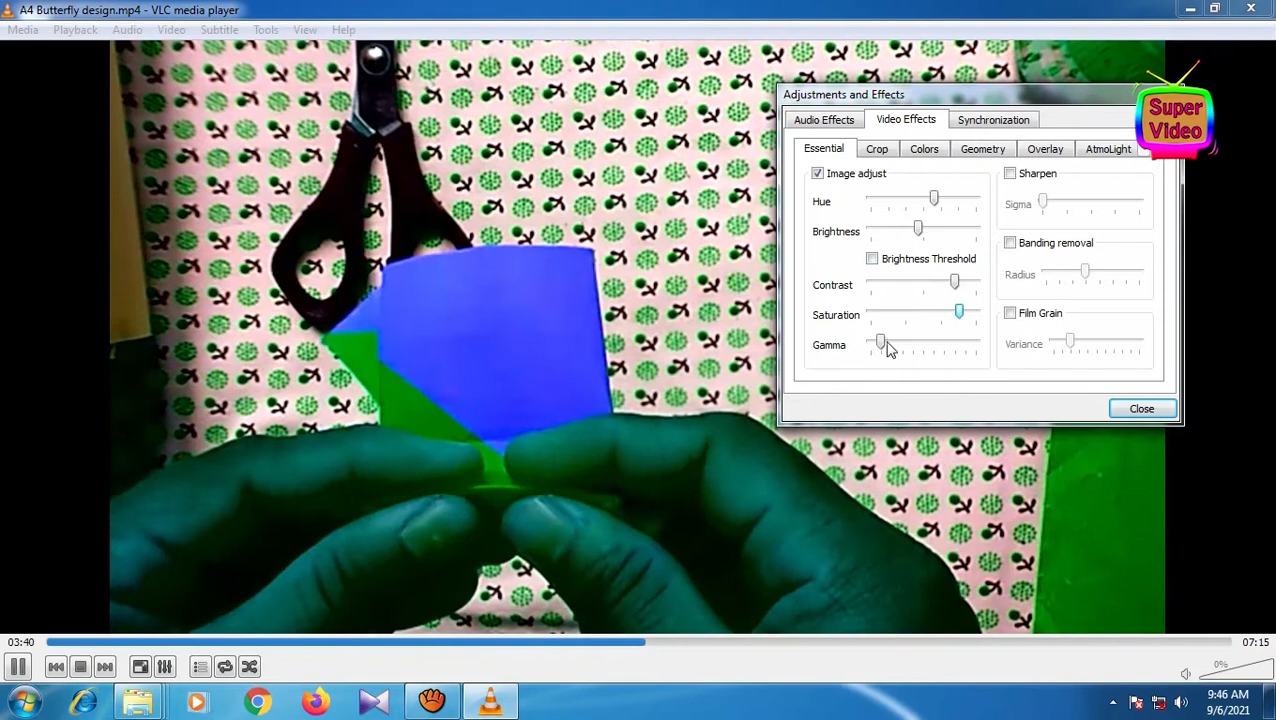 A4 Butterfly design.mp4 - VLC media player
Media Playback Audio Video Subtitle Tools View Help
Adjustments and Effects
Super
Video
Audio Effects Video Effects Synchronization
Essential Crop Colors Geometry Overlay AtmoLight
Image adjust
Hue
Brightness
Brightness Threshold
Contrast
Saturation
Gamma
Sharpen
Sigma
Banding removal
Radius
Film Grain
Variance
Close
03:40
07:15
0%
9:46 AM
9/6/2021